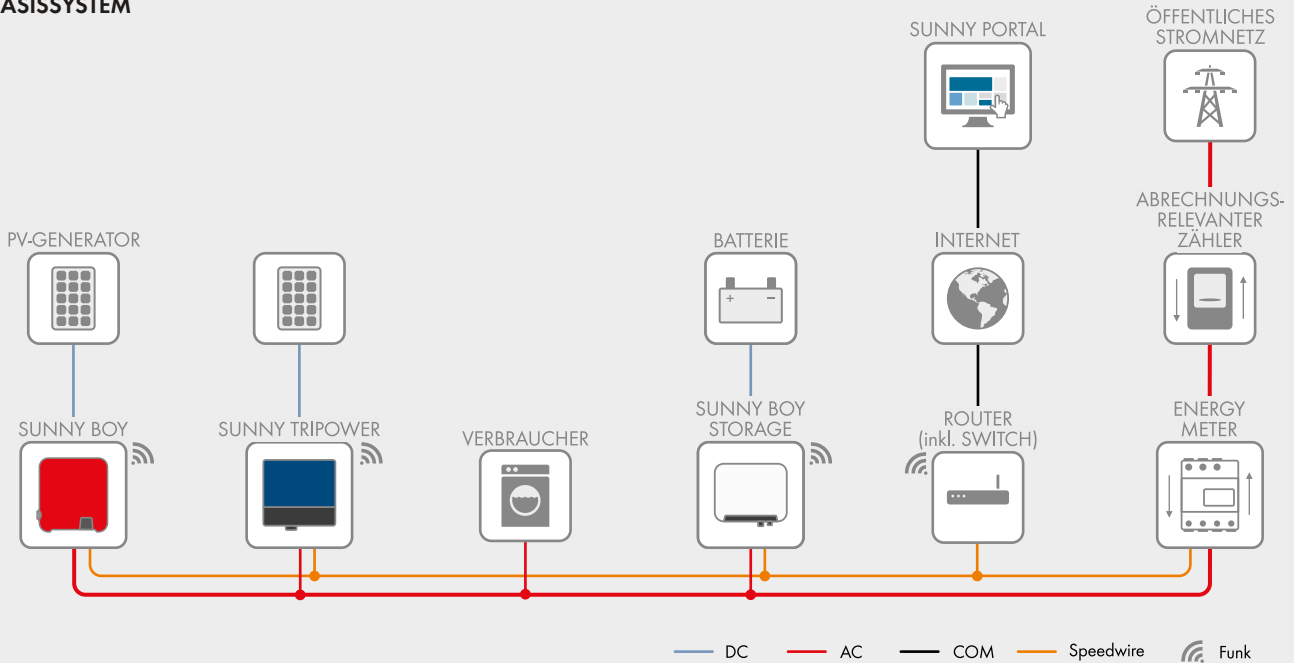 ASISSYSTEM
SUNNY PORTAL
ÖFFENTLICHES
STROMNETZ
PV-GENERATOR
BATTERIE
INTERNET
ABRECHNUNGS-
RELEVANTER
ZÄHLER
+ −
SUNNY BOY
SUNNY TRIPOWER
VERBRAUCHER
SUNNY BOY
STORAGE
ROUTER
(inkl. SWITCH)
ENERGY
METER
DC
AC
COM
Speedwire
Funk